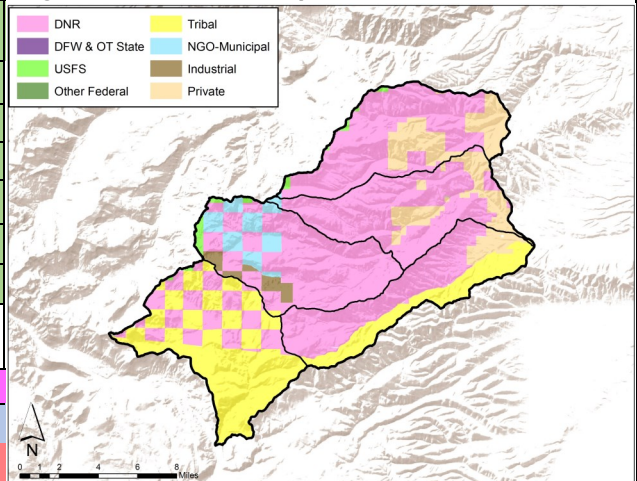 DNR
DFW & OT State
USFS
Other Federal
Tribal
NGO-Municipal
Industrial
Private
N
0 1 2 4 6 8
Miles